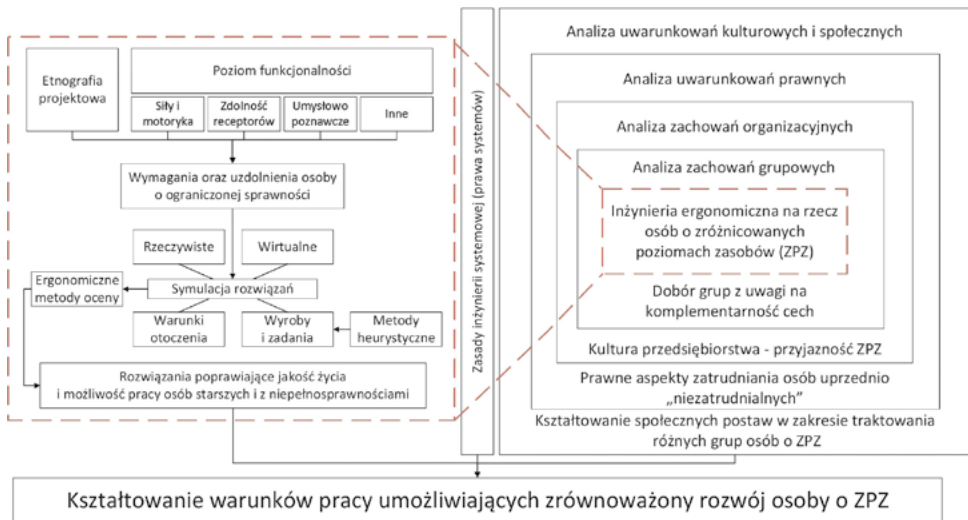 Etnografia
projektowa
Poziom funkcjonalności
Siły i
motoryka
Zdolność
receptorów
Umysłowo
poznawcze
Inne
Wymagania oraz uzdolnienia osoby
o ograniczonej sprawności
Rzeczywiste
Wirtualne
Ergonomiczne
metody oceny
Symulacja rozwiązań
Warunki
otoczenia
Wyroby
i zadania
Metody
heurystyczne
Rozwiązania poprawiające jakość życia
i możliwość pracy osób starszych i z niepełnosprawnościami
Zasady inżynierii systemowej (prawa systemów)
Analiza uwarunkowań kulturowych i społecznych
Analiza uwarunkowań prawnych
Analiza zachowań organizacyjnych
Analiza zachowań grupowych
Inżynieria ergonomiczna na rzecz
osób o zróżnicowanych
poziomach zasobów (ZPZ)
Dobór grup z uwagi na
komplementarność cech
Kultura przedsiębiorstwa - przyjazność ZPZ
Prawne aspekty zatrudniania osób uprzednio
„niezatrudnialnych”
Kształtowanie społecznych postaw w zakresie traktowania
różnych grup osób o ZPZ
Kształtowanie warunków pracy umożliwiających zrównoważony rozwój osoby o ZPZ